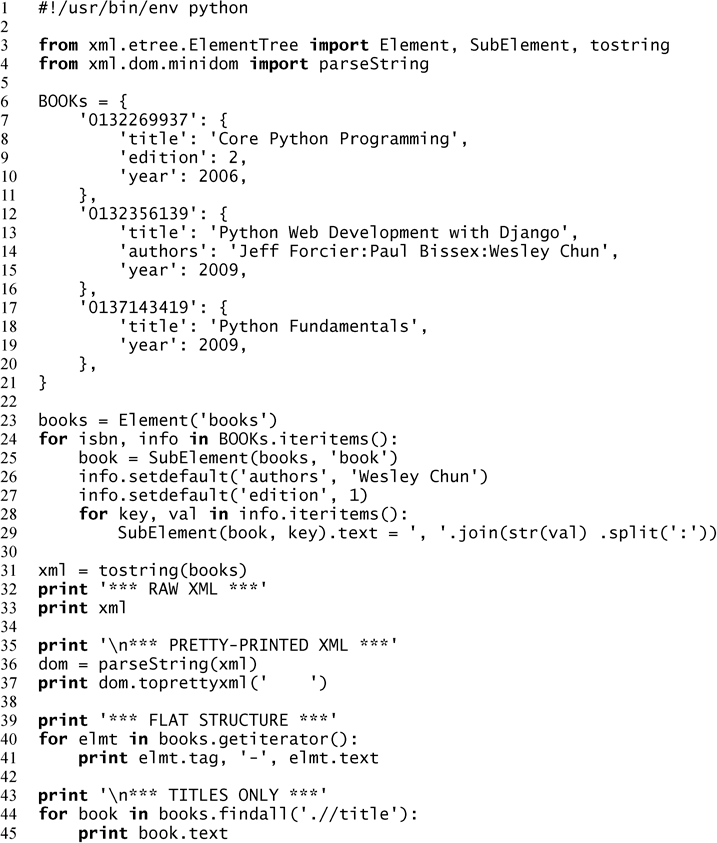 1 #!/usr/bin/env python
2
3 from xml.etree.ElementTree import Element, SubElement, tostring
4 from xml.dom.minidom import parseString
5
6 BOOKs = {
7     '0132269937': {
8         'title': 'Core Python Programming',
9         'edition': 2,
10         'year': 2006,
11     },
12     '0132356139': {
13         'title': 'Python Web Development with Django',
14         'authors': 'Jeff Forcier:Paul Bissex:Wesley Chun',
15         'year': 2009,
16     },
17     '0137143419': {
18         'title': 'Python Fundamentals',
19         'year': 2009,
20     },
21 }
22
23 books = Element('books')
24 for isbn, info in BOOKs.iteritems():
25     book = SubElement(books, 'book')
26     info.setdefault('authors', 'Wesley Chun')
27     info.setdefault('edition', 1)
28     for key, val in info.iteritems():
29         SubElement(book, key).text = ', '.join(str(val) .split(':'))
30
31 xml = tostring(books)
32 print '*** RAW XML ***'
33 print xml
34
35 print '\n*** PRETTY-PRINTED XML ***'
36 dom = parseString(xml)
37 print dom.toprettyxml('    ')
38
39 print '*** FLAT STRUCTURE ***'
40 for elmt in books.getiterator():
41     print elmt.tag, '-', elmt.text
42
43 print '\n*** TITLES ONLY ***'
44 for book in books.findall('.//title'):
45     print book.text